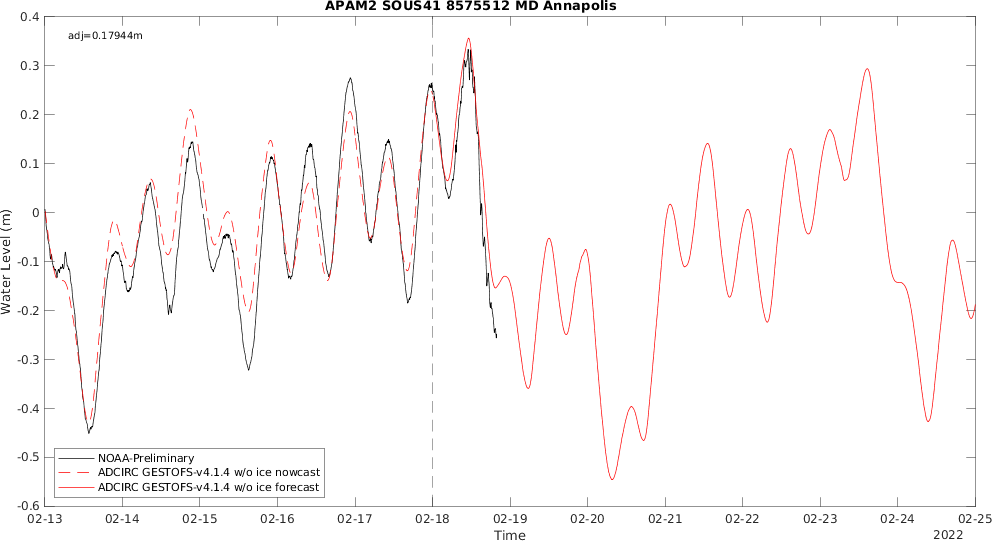 APAM2 SOUS41 8575512 MD Annapolis
adj=0.17944m
0.4
0.3
0.2
0.1
0
-0.1
-0.2
-0.3
-0.4
-0.5
-0.6
Water Level (m)
NOAA-Preliminary
ADCIRC GESTOFS-v4.1.4 w/o ice nowcast
ADCIRC GESTOFS-v4.1.4 w/o ice forecast
02-13 02-14 02-15 02-16 02-17 02-18 02-19 02-20 02-21 02-22 02-23 02-24 02-25
Time
2022